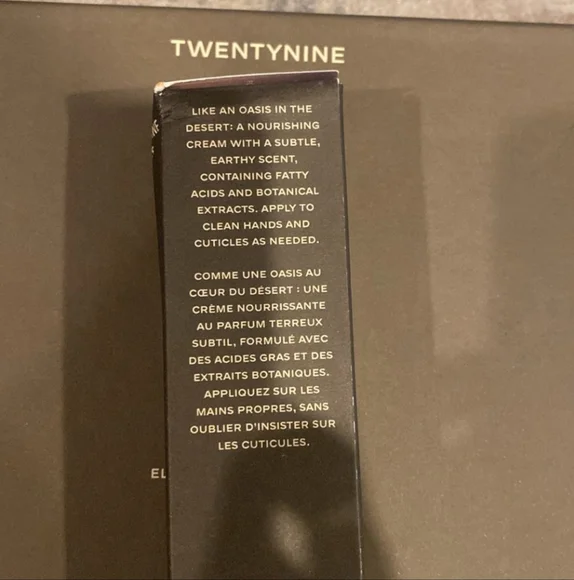 TWENTYNINE
LIKE AN OASIS IN THE
DESERT: A NOURISHING
CREAM WITH A SUBTLE,
EARTHY SCENT,
CONTAINING FATTY
ACIDS AND BOTANICAL
EXTRACTS. APPLY TO
CLEAN HANDS AND
CUTICLES AS NEEDED.
COMME UNE OASIS AU
CŒUR DU DÉSERT : UNE
CRÈME NOURRISSANTE
AU PARFUM TERREUX
SUBTIL, FORMULÉ AVEC
DES ACIDES GRAS ET DES
EXTRAITS BOTANIQUES.
APPLIQUEZ SUR LES
MAINS PROPRES, SANS
OUBLIER D'INSISTER SUR
LES CUTICULES.
EL